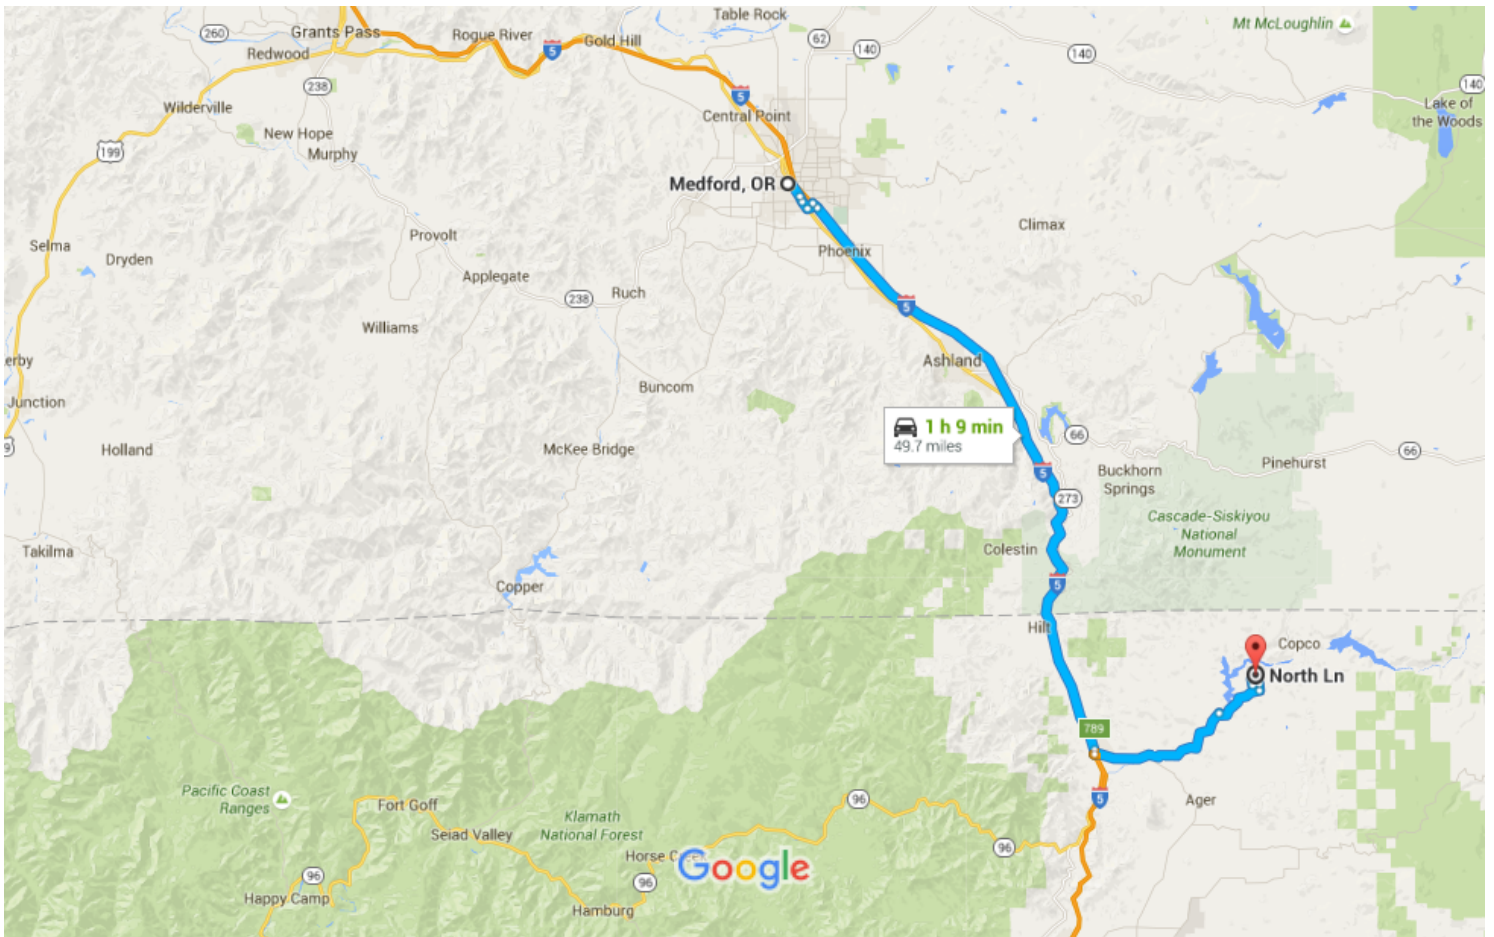 Table Rock
Mt McLoughlin
260
Grants Pass
Rogue River
Gold Hill
62
140
140
Redwood
5
238
140
5
Lake of
the Woods
Wilderville
Central Point
New Hope
199
Murphy
Medford, OR
Climax
Selma
Provolt
Phoenix
Dryden
Applegate
238
Ruch
5
Williams
erby
Ashland
Buncom
Junction
1 h 9 min
49.7 miles
66
9
Holland
McKee Bridge
66
Pinehurst
5
Buckhorn
Springs
273
Cascade-Siskiyou
National
Monument
Takilma
Colestin
Copper
5
Hilt
Copco
North Ln
789
Pacific Coast
Ranges
Fort Goff
96
5
Ager
Klamath
National Forest
Seiad Valley
96
Horse Creek
Google
96
96
Happy Camp
Hamburg